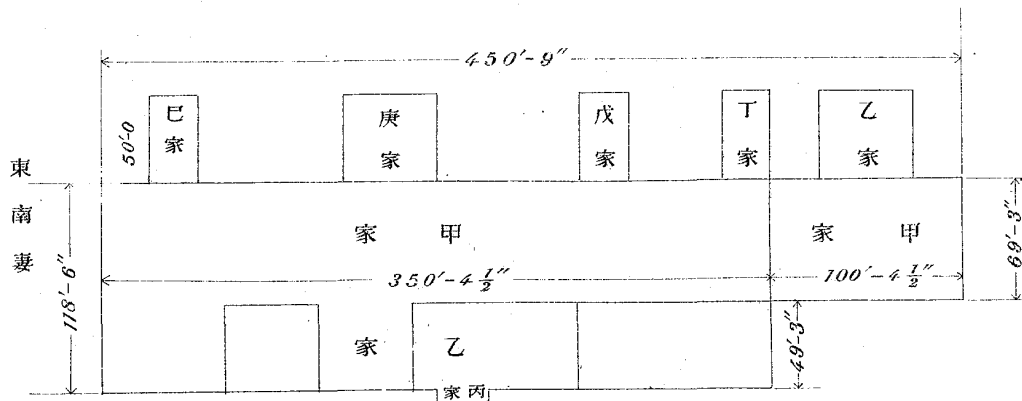 450'-9"
巳家
庚家
戊家
丁家
乙家
50'-0
東南妻
家 甲
家 甲
69'-3"
350'-4 1/2"
100'-4 1/2"
118'-6"
家 乙
49'-3"
家丙